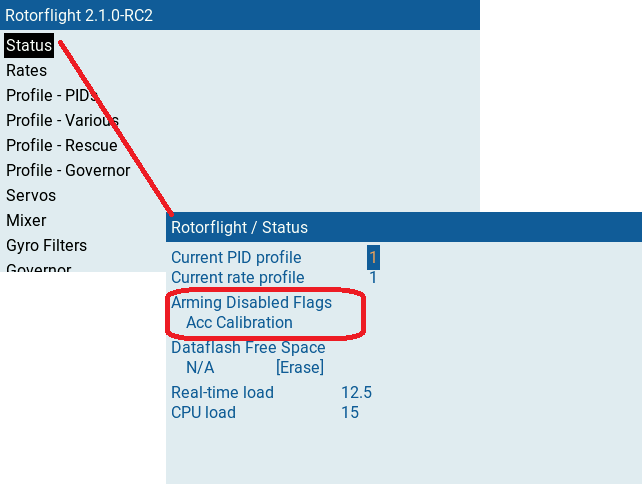 Rotorflight 2.1.0-RC2
Status
Rates
Profile - PIDs
Profile - Various
Profile - Rescue
Profile - Governor
Servos
Mixer
Gyro Filters
Governor
Rotorflight / Status
Current PID profile 1
Current rate profile 1
Arming Disabled Flags
Acc Calibration
Dataflash Free Space
N/A [Erase]
Real-time load 12.5
CPU load 15